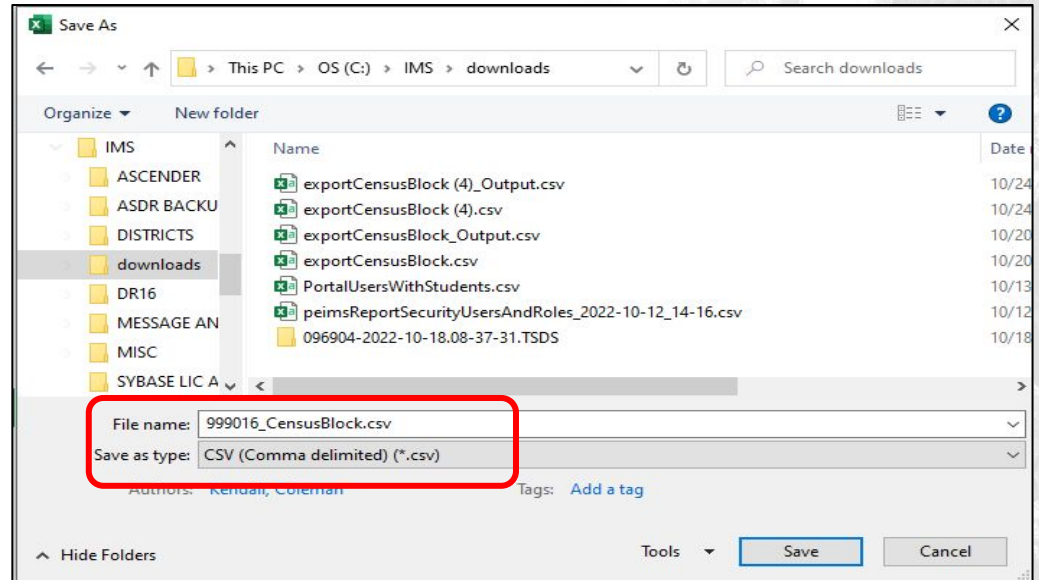 Save As
This PC > OS (C:) > IMS > downloads
Search downloads
Organize
New folder
IMS
ASCENDER
ASDR BACKU
DISTRICTS
downloads
DR16
MESSAGE AN
MISC
SYBASE LIC A
Name
Date
exportCensusBlock (4)_Output.csv
10/24
exportCensusBlock (4).csv
10/24
exportCensusBlock_Output.csv
10/20
exportCensusBlock.csv
10/20
PortalUsersWithStudents.csv
10/13
peimsReportSecurityUsersAndRoles_2022-10-12_14-16.csv
10/12
096904-2022-10-18.08-37-31.TSDS
10/18
File name: 999016_CensusBlock.csv
Save as type: CSV (Comma delimited) (*.csv)
Authors: Kendall, Coleman
Tags: Add a tag
Hide Folders
Tools
Save
Cancel